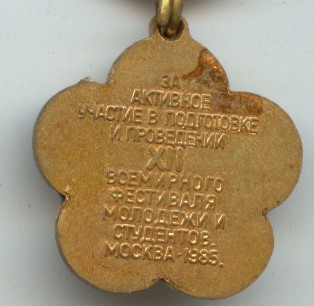 ЗА
АКТИВНОЕ
УЧАСТИЕ В ПОДГОТОВКЕ
И ПРОВЕДЕНИИ
XII
ВСЕМИРНОГО
ФЕСТИВАЛЯ
МОЛОДЕЖИ И
СТУДЕНТОВ.
МОСКВА-1985.